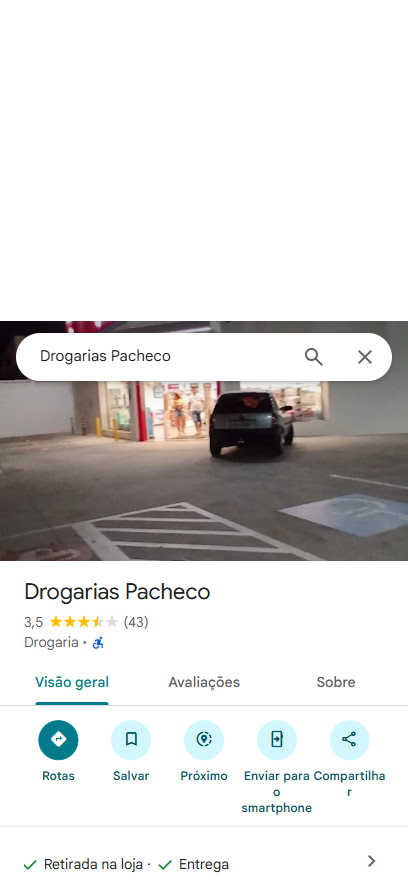 Drogarias Pacheco
Drogarias Pacheco
3,5 (43)
Drogaria ·
Visão geral Avaliações Sobre
Rotas Salvar Próximo Enviar para o smartphone Compartilhar
Retirada na loja · Entrega